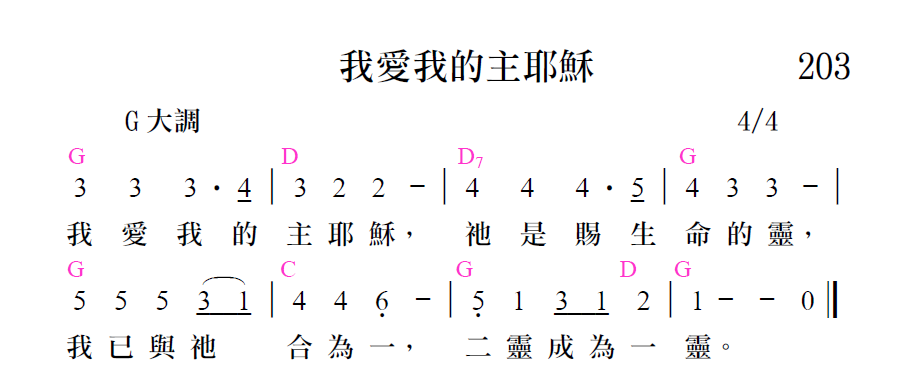 我愛我的主耶穌 203
G 大調 4/4
G D D7 G
3 3 3 · 4 | 3 2 2 - | 4 4 4 · 5 | 4 3 3 - |
我 愛 我 的 主 耶 穌， 祂 是 賜 生 命 的 靈，
G C G D G
5 5 5 3 1 | 4 4 6̣ - | 5̣ 1 3 1 2 | 1 - - 0 ‖
我 已 與 祂 合 為 一， 二 靈 成 為 一 靈。